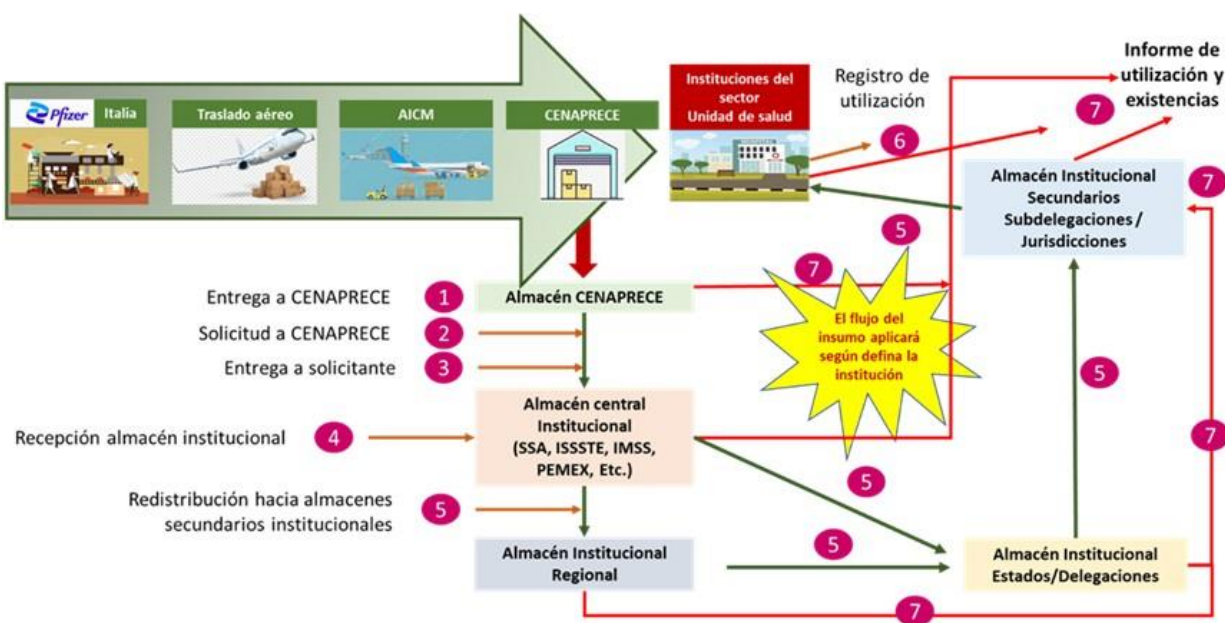 Pfizer Italia
Traslado aéreo
AICM
CENAPRECE
Instituciones del
sector
Unidad de salud
HOSPITAL
Registro de
utilización
6
Informe de
utilización y
existencias
7
Almacén Institucional
Secundarios
Subdelegaciones /
Jurisdicciones
7
5
7
Entrega a CENAPRECE
1
Almacén CENAPRECE
Solicitud a CENAPRECE
2
Entrega a solicitante
3
El flujo del
insumo aplicará
según defina la
institución
5
Recepción almacén institucional
4
Almacén central
Institucional
(SSA, ISSSTE, IMSS,
PEMEX, Etc.)
7
5
Redistribución hacia almacenes
secundarios institucionales
5
Almacén Institucional
Regional
5
Almacén Institucional
Estados/Delegaciones
7